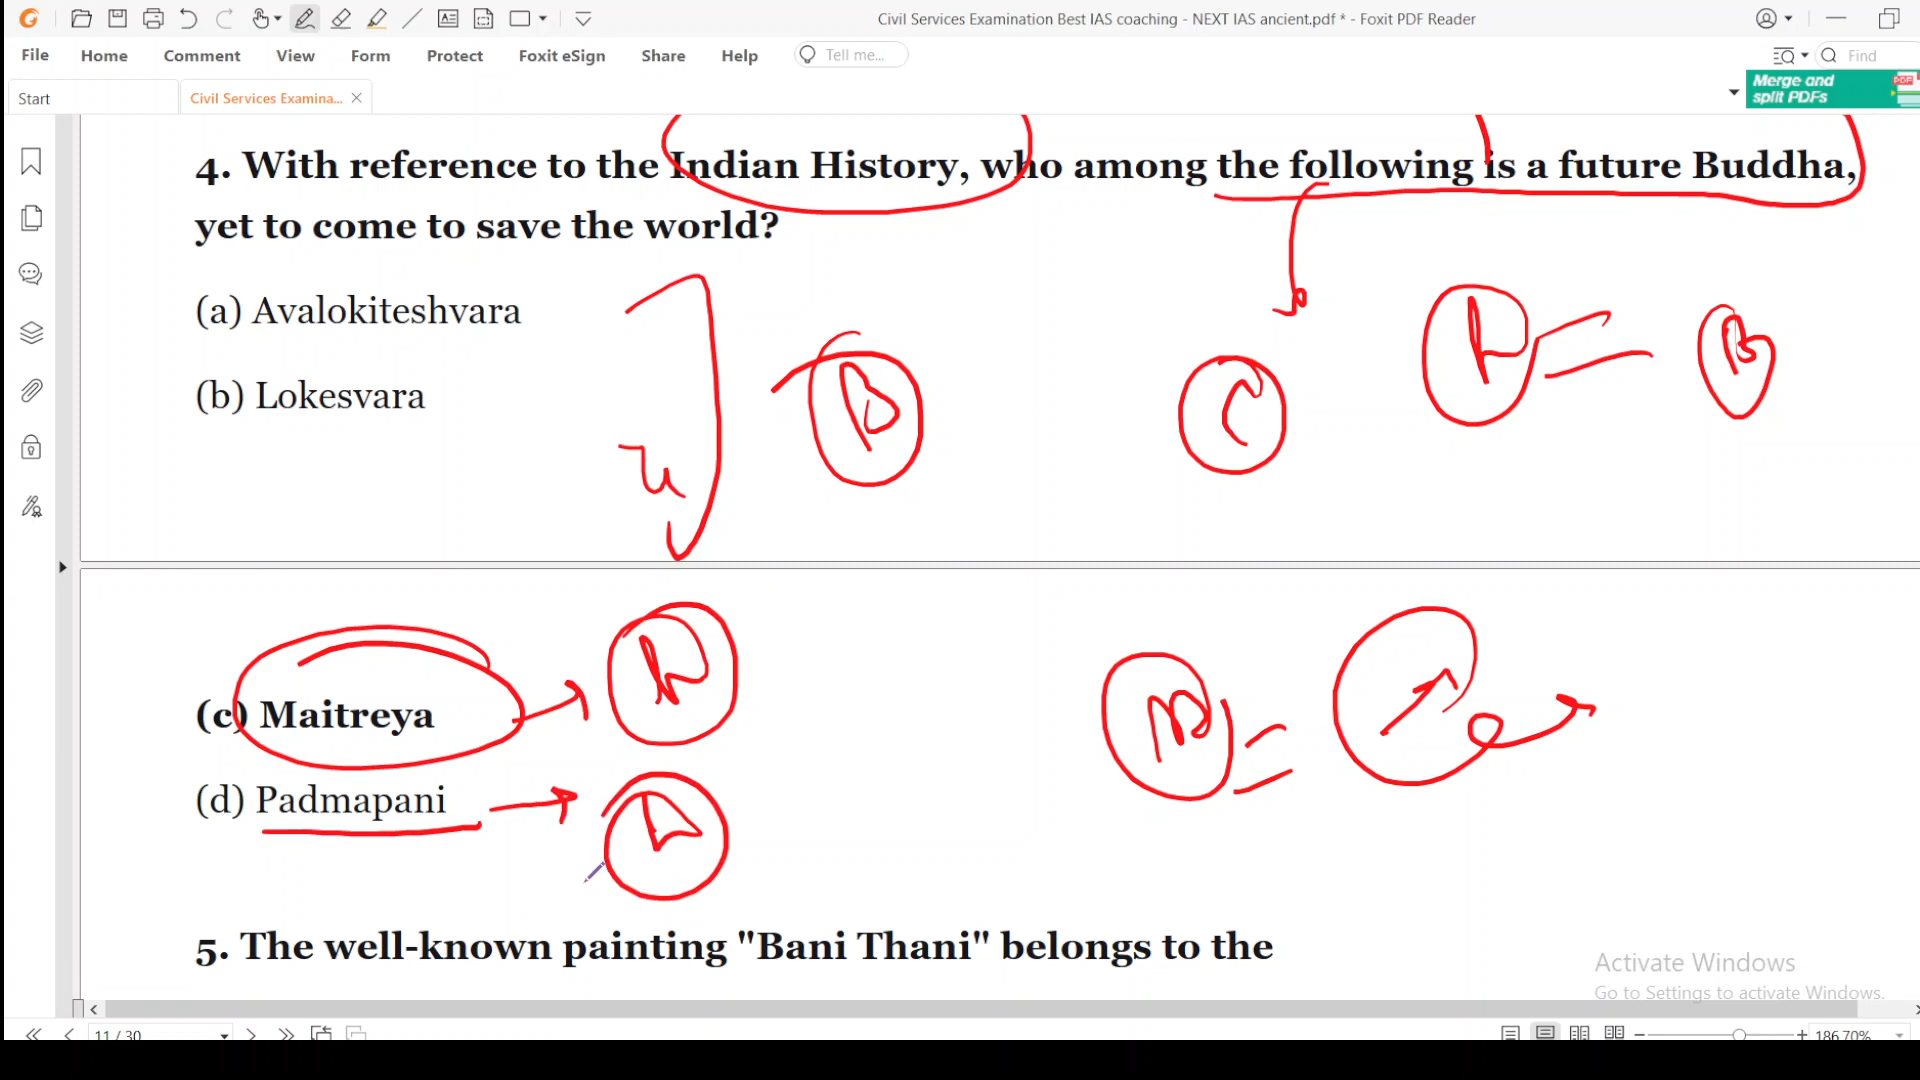 Civil Services Examination Best IAS coaching - NEXT IAS ancient.pdf * - Foxit PDF Reader
File Home Comment View Form Protect Foxit eSign Share Help Tell me... Find
Start Civil Services Examina... Merge and split PDFs
4. With reference to the Indian History, who among the following is a future Buddha,
yet to come to save the world?
(a) Avalokiteshvara
(b) Lokesvara
(c) Maitreya
(d) Padmapani
5. The well-known painting "Bani Thani" belongs to the
Activate Windows
Go to Settings to activate Windows.
11 / 30 186.70%